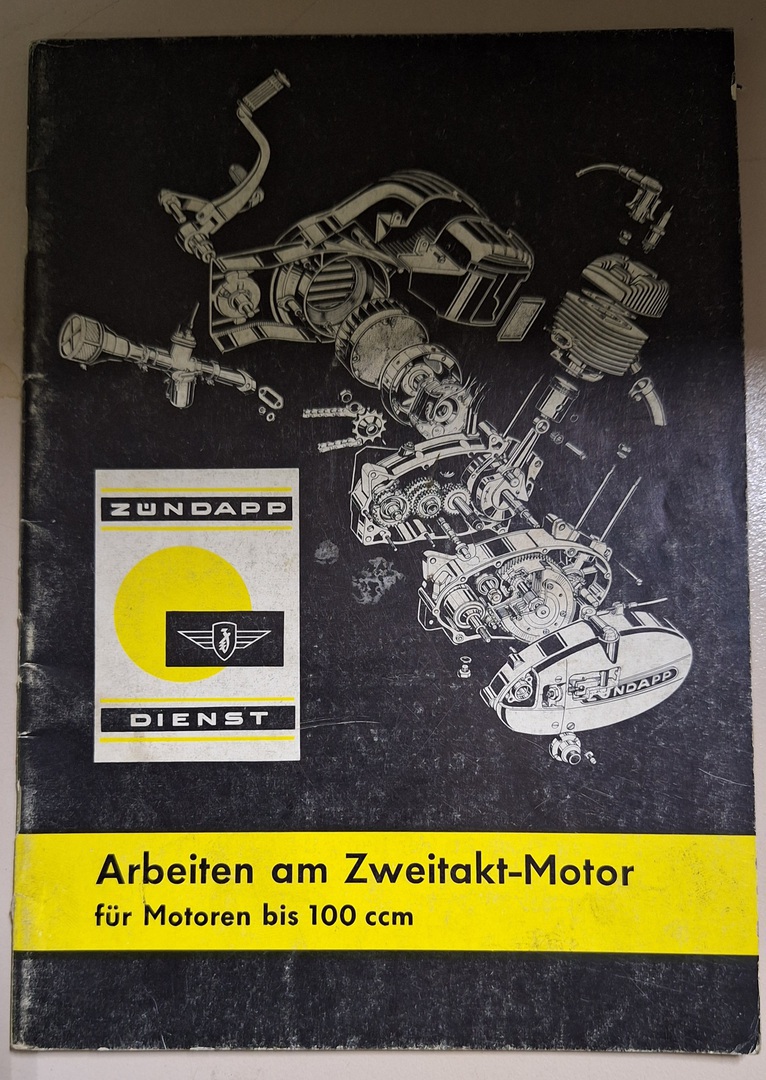 ZÜNDAPP
DIENST
ZÜNDAPP
Arbeiten am Zweitakt-Motor
für Motoren bis 100 ccm